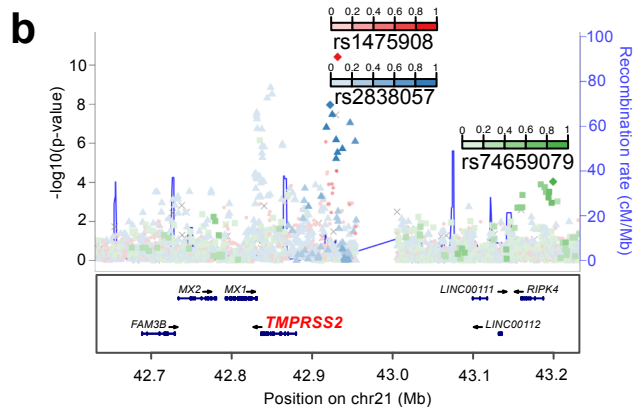 b
0 0.2 0.4 0.6 0.8 1
rs1475908
0 0.2 0.4 0.6 0.8 1
rs2838057
0 0.2 0.4 0.6 0.8 1
rs74659079
-log10(p-value)
10
8
6
4
2
0
Recombination rate (cM/Mb)
100
80
60
40
20
0
MX2 MX1 LINC00111 RIPK4
FAM3B TMPRSS2 LINC00112
42.7 42.8 42.9 43.0 43.1 43.2
Position on chr21 (Mb)